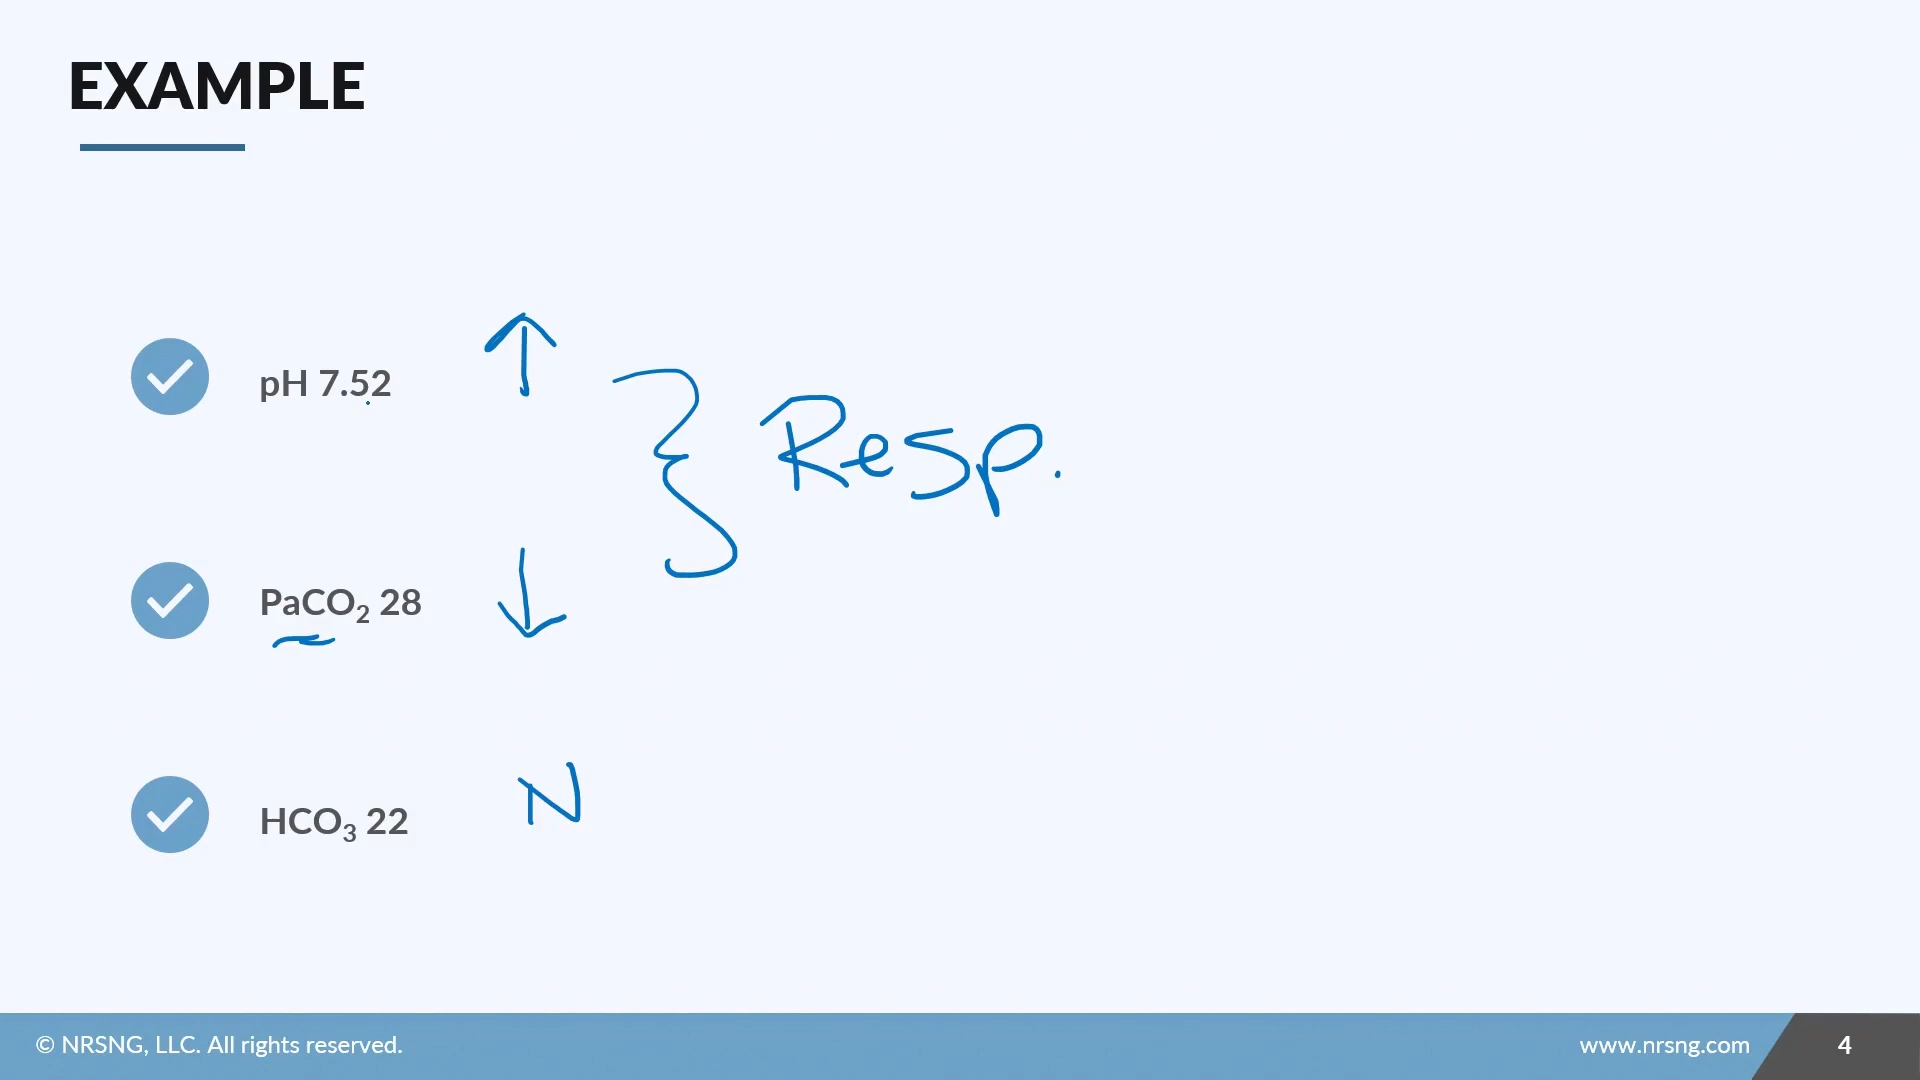 EXAMPLE
pH 7.52 ↑
Resp.
PaCO₂ 28 ↓
HCO₃ 22 N
© NRSNG, LLC. All rights reserved.
www.nrsng.com
4